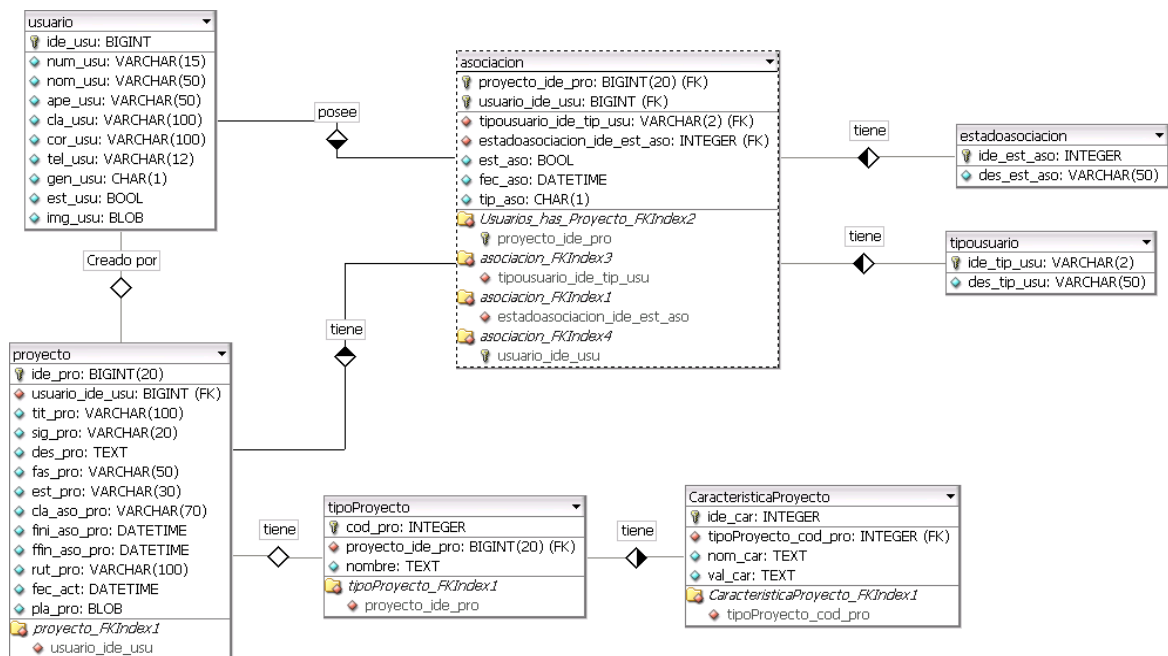 usuario
ide_usu: BIGINT
num_usu: VARCHAR(15)
nom_usu: VARCHAR(50)
ape_usu: VARCHAR(50)
cla_usu: VARCHAR(100)
cor_usu: VARCHAR(100)
tel_usu: VARCHAR(12)
gen_usu: CHAR(1)
est_usu: BOOL
img_usu: BLOB
posee
asociacion
proyecto_ide_pro: BIGINT(20) (FK)
usuario_ide_usu: BIGINT (FK)
tipousuario_ide_tip_usu: VARCHAR(2) (FK)
estadoasociacion_ide_est_aso: INTEGER (FK)
est_aso: BOOL
fec_aso: DATETIME
tip_aso: CHAR(1)
Usuarios_has_Proyecto_FKIndex2
proyecto_ide_pro
asociacion_FKIndex3
tipousuario_ide_tip_usu
asociacion_FKIndex1
estadoasociacion_ide_est_aso
asociacion_FKIndex4
usuario_ide_usu
tiene
estadoasociacion
ide_est_aso: INTEGER
des_est_aso: VARCHAR(50)
tiene
tipousuario
ide_tip_usu: VARCHAR(2)
des_tip_usu: VARCHAR(50)
Creado por
tiene
proyecto
ide_pro: BIGINT(20)
usuario_ide_usu: BIGINT (FK)
tit_pro: VARCHAR(100)
sig_pro: VARCHAR(20)
des_pro: TEXT
fas_pro: VARCHAR(50)
est_pro: VARCHAR(30)
cla_aso_pro: VARCHAR(70)
fini_aso_pro: DATETIME
ffin_aso_pro: DATETIME
rut_pro: VARCHAR(100)
fec_act: DATETIME
pla_pro: BLOB
proyecto_FKIndex1
usuario_ide_usu
tiene
tipoProyecto
cod_pro: INTEGER
proyecto_ide_pro: BIGINT(20) (FK)
nombre: TEXT
tipoProyecto_FKIndex1
proyecto_ide_pro
tiene
CaracteristicaProyecto
ide_car: INTEGER
tipoProyecto_cod_pro: INTEGER (FK)
nom_car: TEXT
val_car: TEXT
CaracteristicaProyecto_FKIndex1
tipoProyecto_cod_pro